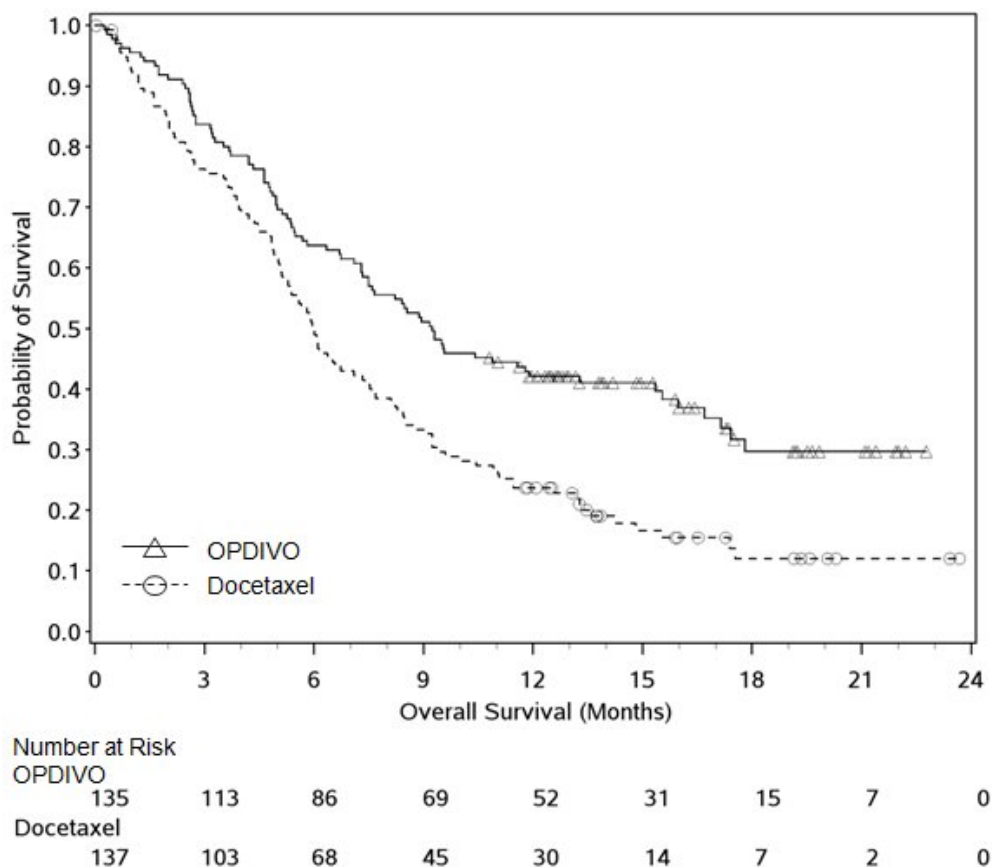 1.0
0.9
0.8
0.7
0.6
0.5
0.4
0.3
0.2
0.1
0.0
Probability of Survival
OPDIVO
Docetaxel
0 3 6 9 12 15 18 21 24
Overall Survival (Months)
Number at Risk
OPDIVO
135 113 86 69 52 31 15 7 0
Docetaxel
137 103 68 45 30 14 7 2 0